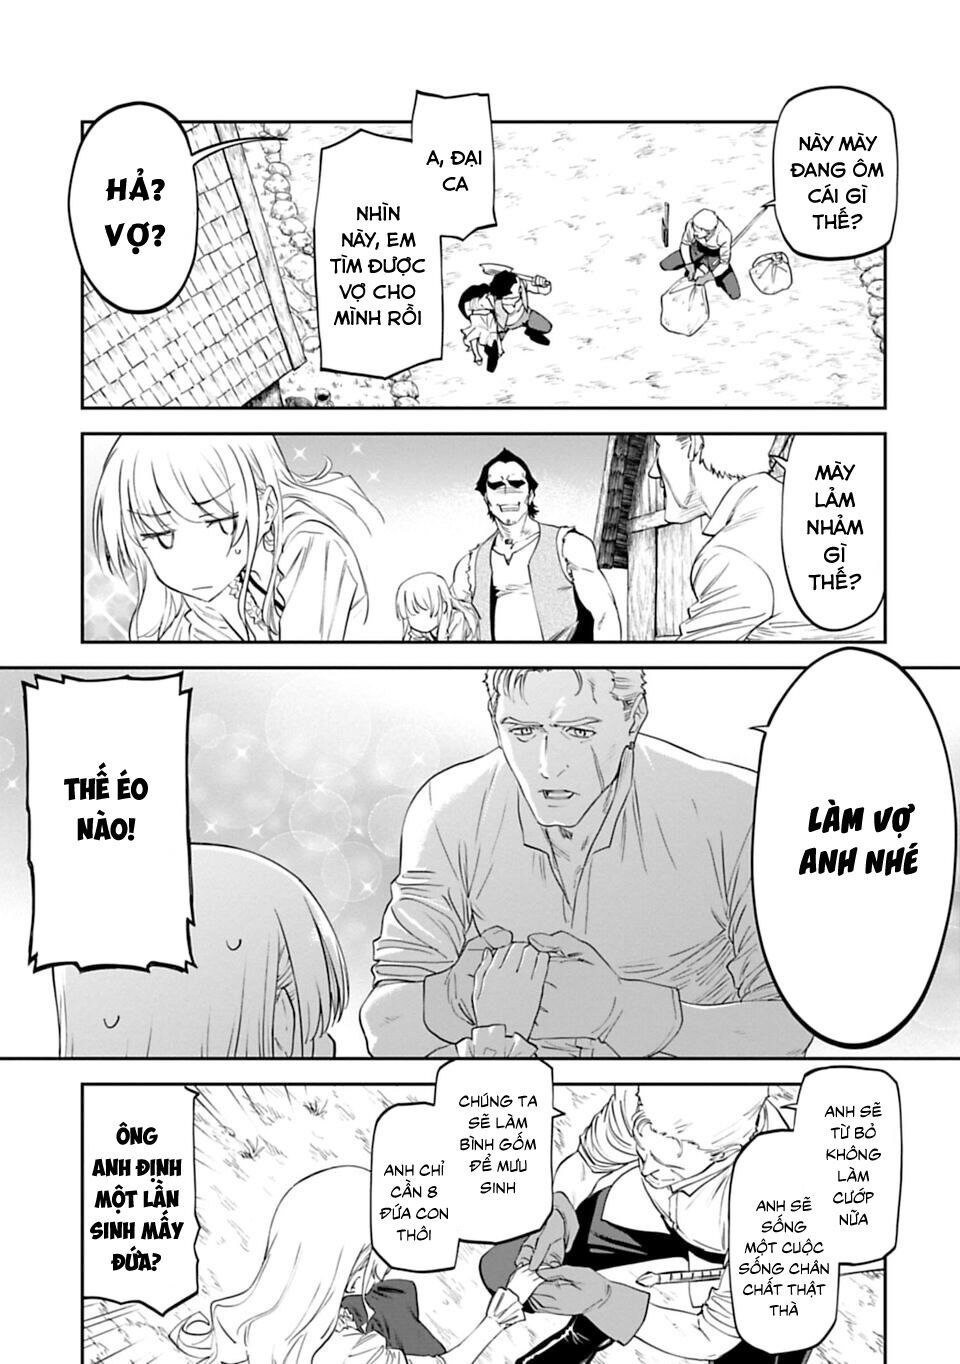 NÀY MÀY
ĐANG ÔM
CÁI GÌ
THẾ?
A, ĐẠI
CA
NHÌN
NÀY, EM
TÌM ĐƯỢC
VỢ CHO
MÌNH RỒI
HẢ?
VỢ?
MÀY
LẢM
NHẢM
GÌ
THẾ?
LÀM VỢ
ANH NHÉ
THẾ ÉO
NÀO!
ANH SẼ
TỪ BỎ
KHÔNG
LÀM
CƯỚP
NỮA
ANH SẼ
SỐNG
MỘT CUỘC
SỐNG CHÂN
CHẤT THẬT
THÀ
CHÚNG TA
SẼ LÀM
BÌNH GỐM
ĐỂ MƯU
SINH
ANH CHỈ
CẦN 8
ĐỨA CON
THÔI
ÔNG
ANH ĐỊNH
MỘT LẦN
SINH MẤY
ĐỨA?